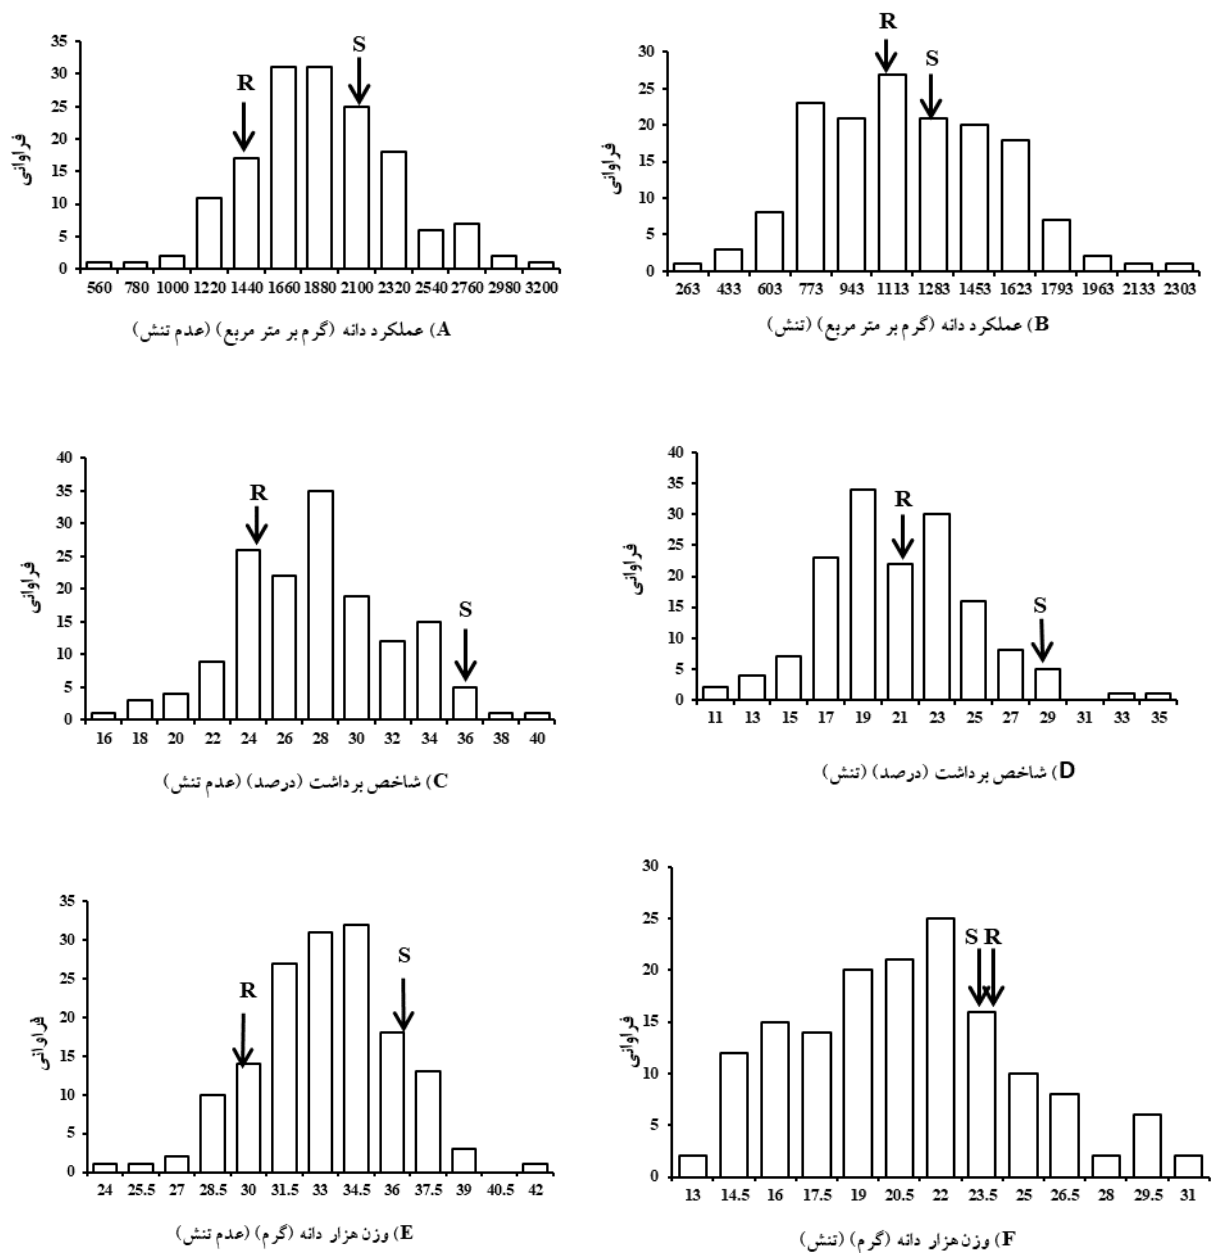 35
30
25
20
15
10
5
0
فراوانی
R
S
560 780 1000 1220 1440 1660 1880 2100 2320 2540 2760 2980 3200
A) عملکرد دانه (گرم بر متر مربع) (عدم تنش)
30
25
20
15
10
5
0
فراوانی
R
S
263 433 603 773 943 1113 1283 1453 1623 1793 1963 2133 2303
B) عملکرد دانه (گرم بر متر مربع) (تنش)
40
35
30
25
20
15
10
5
0
فراوانی
R
S
16 18 20 22 24 26 28 30 32 34 36 38 40
C) شاخص برداشت (درصد) (عدم تنش)
40
35
30
25
20
15
10
5
0
فراوانی
R
S
11 13 15 17 19 21 23 25 27 29 31 33 35
D) شاخص برداشت (درصد) (تنش)
35
30
25
20
15
10
5
0
فراوانی
R
S
24 25.5 27 28.5 30 31.5 33 34.5 36 37.5 39 40.5 42
E) وزن هزار دانه (گرم) (عدم تنش)
30
25
20
15
10
5
0
فراوانی
S R
13 14.5 16 17.5 19 20.5 22 23.5 25 26.5 28 29.5 31
F) وزن هزار دانه (گرم) (تنش)